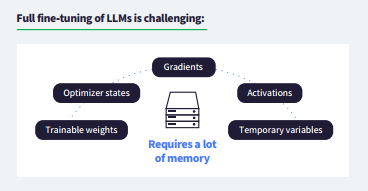 Full fine-tuning of LLMs is challenging:
Gradients
Optimizer states
Activations
Trainable weights
Temporary variables
Requires a lot
of memory